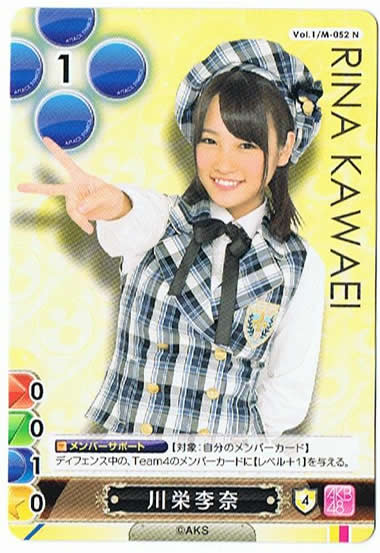 Vol.1/M-052 N
RINA KAWAEI
1
0
0
1
0
メンバーサポート 【対象:自分のメンバーカード】
ディフェンス中の、Team4のメンバーカードに【レベル+1】を与える。
川栄李奈
4
AKB
48
©AKS